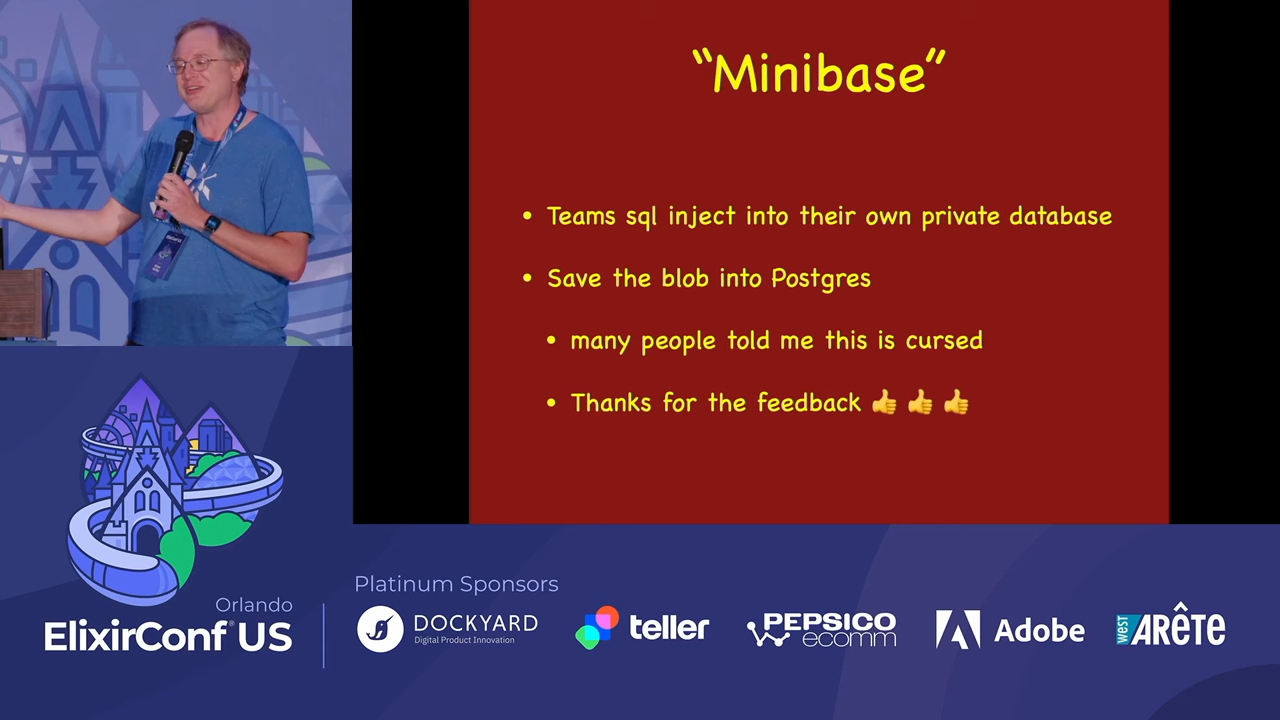 “Minibase”
• Teams sql inject into their own private database
• Save the blob into Postgres
• many people told me this is cursed
• Thanks for the feedback 👍 👍 👍
Orlando
ElixirConf® US
Platinum Sponsors
DOCKYARD
Digital Product Innovation
teller
PEPSICO
ecomm
Adobe
west ARÊTE